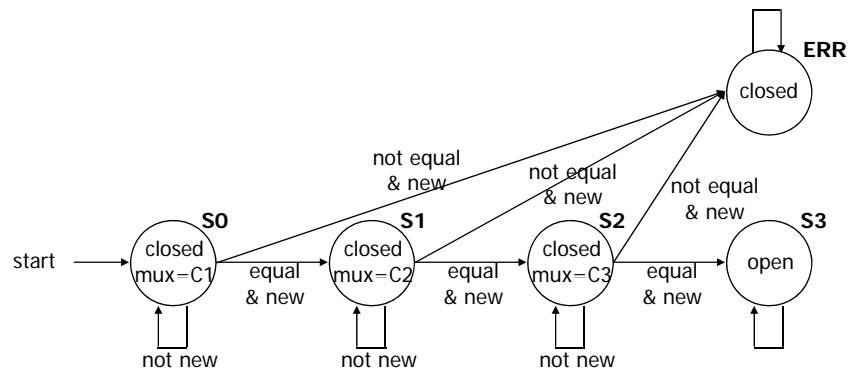 ERR
closed
not equal
& new
not equal
& new
not equal
& new
S0
S1
S2
S3
start
closed
mux=C1
equal
& new
closed
mux=C2
equal
& new
closed
mux=C3
equal
& new
open
not new
not new
not new